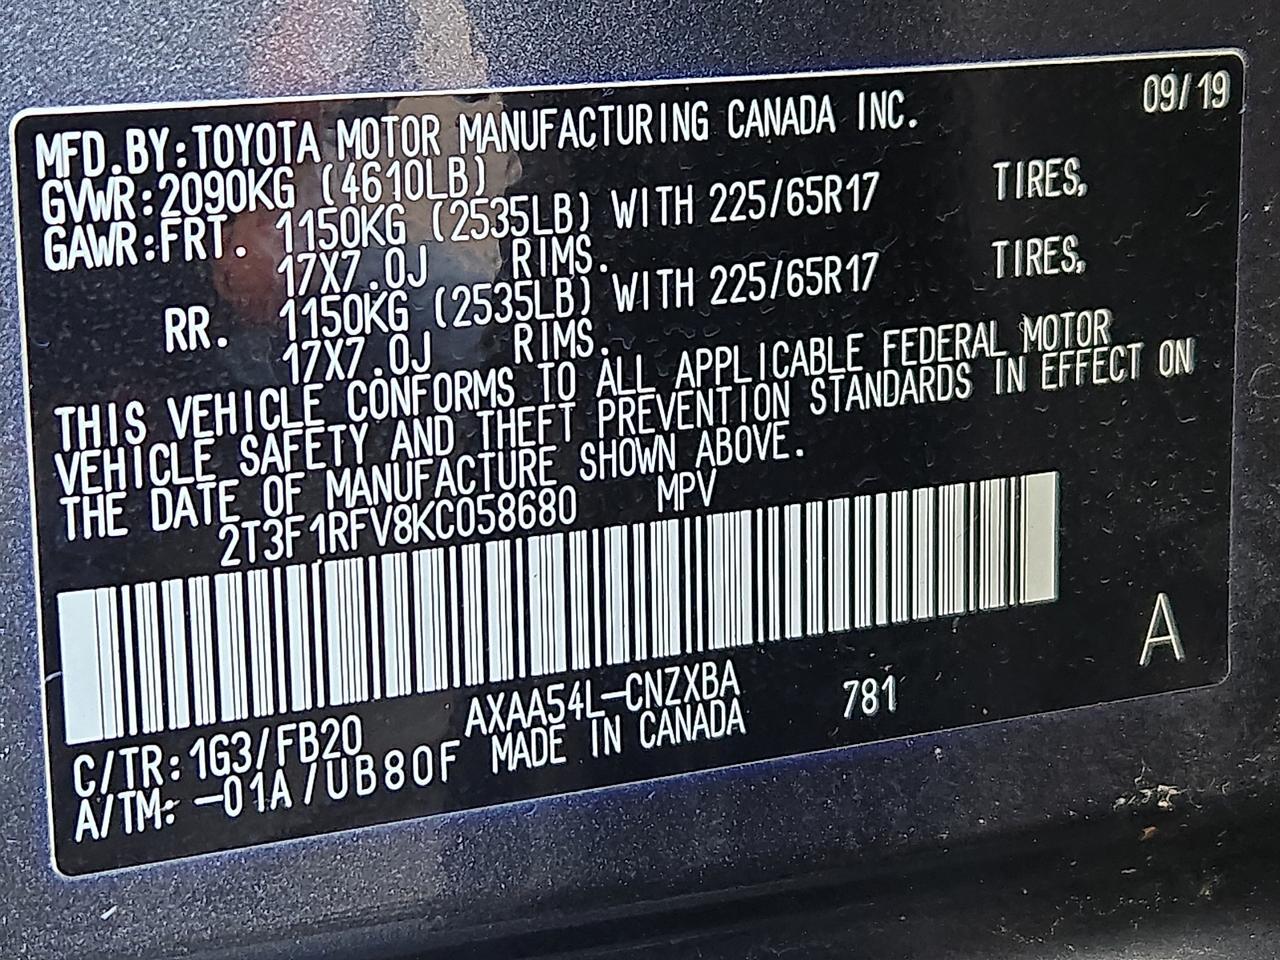 09/19
MFD.BY:TOYOTA MOTOR MANUFACTURING CANADA INC.
GVWR:2090KG (4610LB)
GAWR:FRT. 1150KG (2535LB) WITH 225/65R17 TIRES,
17X7.0J RIMS.
RR. 1150KG (2535LB) WITH 225/65R17 TIRES,
17X7.0J RIMS.
THIS VEHICLE CONFORMS TO ALL APPLICABLE FEDERAL MOTOR
VEHICLE SAFETY AND THEFT PREVENTION STANDARDS IN EFFECT ON
THE DATE OF MANUFACTURE SHOWN ABOVE.
2T3F1RFV8KC058680 MPV
A
C/TR:1G3/FB20 AXAA54L-CNZXBA 781
A/TM:-01A/UB80F MADE IN CANADA